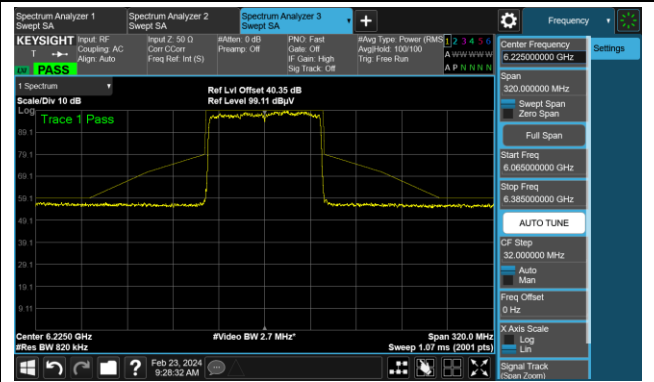 Spectrum Analyzer 1
Swept SA
Spectrum Analyzer 2
Swept SA
Spectrum Analyzer 3
Swept SA
Frequency
KEYSIGHT
Input: RF
Coupling: AC
Align: Auto
Input Z: 50 Ω
Corr CCorr
Freq Ref: Int (S)
#Atten: 0 dB
Preamp: Off
PNO: Fast
Gate: Off
IF Gain: High
Sig Track: Off
#Avg Type: Power (RMS
Avg|Hold: 100/100
Trig: Free Run
1 2 3 4 5 6
A W W W W W
A P N N N N
T
PASS
1 Spectrum
Scale/Div 10 dB
Ref Lvl Offset 40.35 dB
Ref Level 99.11 dBµV
Log
Trace 1 Pass
89.1
79.1
69.1
59.1
49.1
39.1
29.1
19.1
9.11
Center 6.2250 GHz
#Res BW 820 kHz
#Video BW 2.7 MHz*
Span 320.0 MHz
Sweep 1.07 ms (2001 pts)
Feb 23, 2024
9:28:32 AM
Center Frequency
6.225000000 GHz
Span
320.000000 MHz
Swept Span
Zero Span
Full Span
Start Freq
6.065000000 GHz
Stop Freq
6.385000000 GHz
AUTO TUNE
CF Step
32.000000 MHz
Auto
Man
Freq Offset
0 Hz
X Axis Scale
Log
Lin
Signal Track
(Span Zoom)
Settings